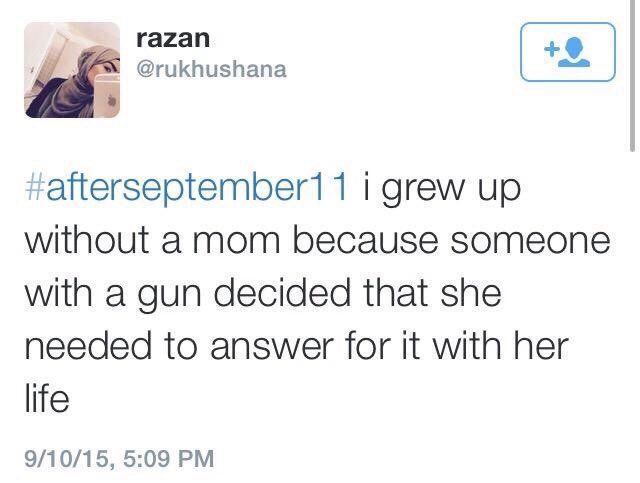 razan
@rukhushana
#afterseptember11 i grew up
without a mom because someone
with a gun decided that she
needed to answer for it with her
life
9/10/15, 5:09 PM